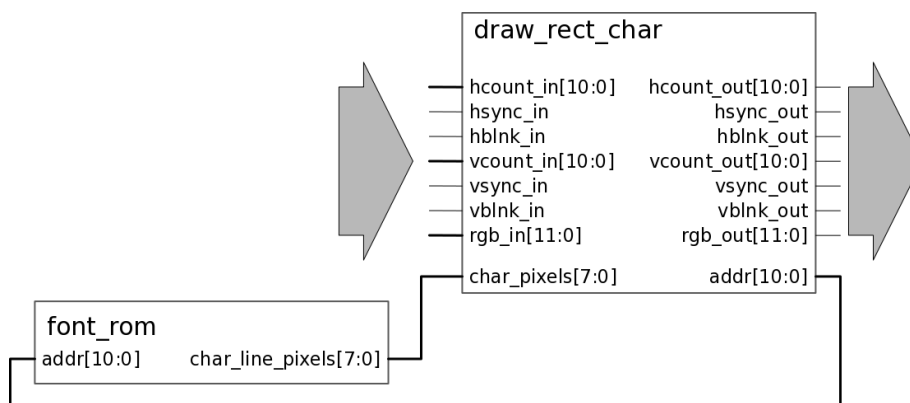 draw_rect_char
hcount_in[10:0] hcount_out[10:0]
hsync_in hsync_out
hblnk_in hblnk_out
vcount_in[10:0] vcount_out[10:0]
vsync_in vsync_out
vblnk_in vblnk_out
rgb_in[11:0] rgb_out[11:0]
char_pixels[7:0] addr[10:0]
font_rom
addr[10:0] char_line_pixels[7:0]